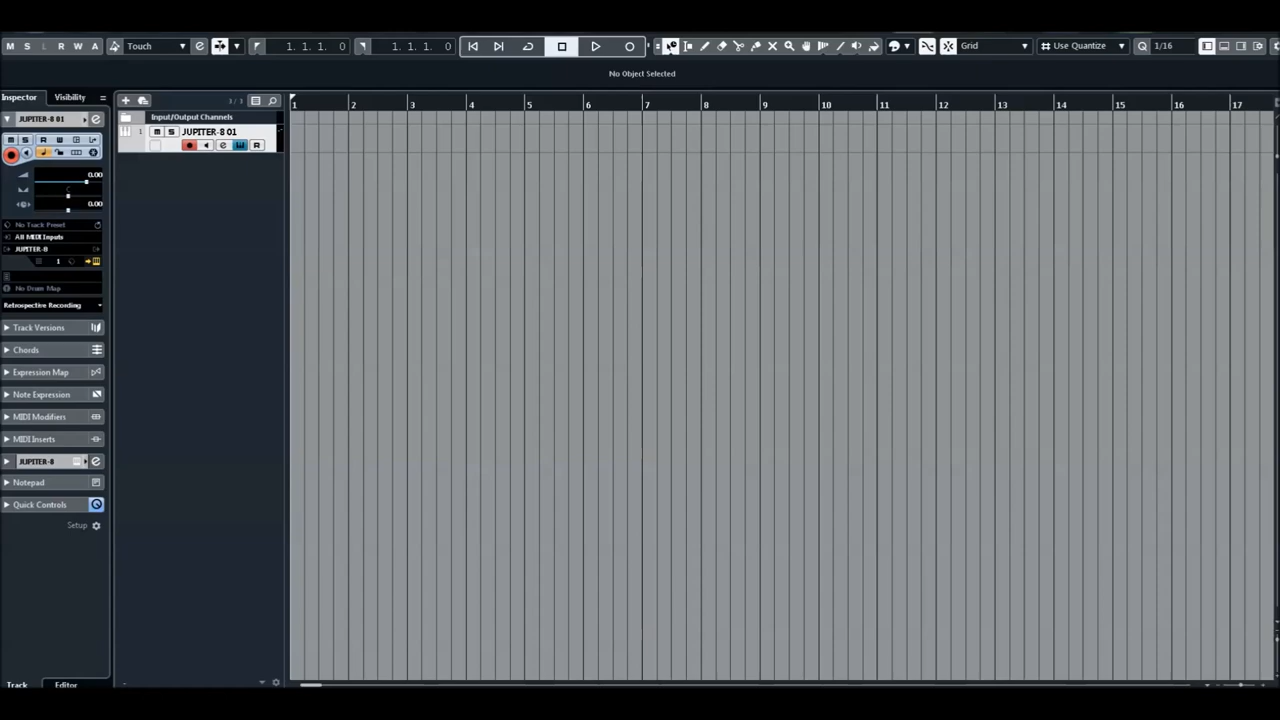 M S L R W A Touch 1. 1. 1. 0 1. 1. 1. 0 Grid Use Quantize 1/16
No Object Selected
Inspector Visibility
3 / 3
1 2 3 4 5 6 7 8 9 10 11 12 13 14 15 16 17
JUPITER-8 01
Input/Output Channels
1 m S JUPITER-8 01
R
m S R W
0.00
C
0.00
No Track Preset
All MIDI Inputs
JUPITER-8
1
No Drum Map
Retrospective Recording
Track Versions
Chords
Expression Map
Note Expression
MIDI Modifiers
MIDI Inserts
JUPITER-8
Notepad
Quick Controls
Setup
Track Editor